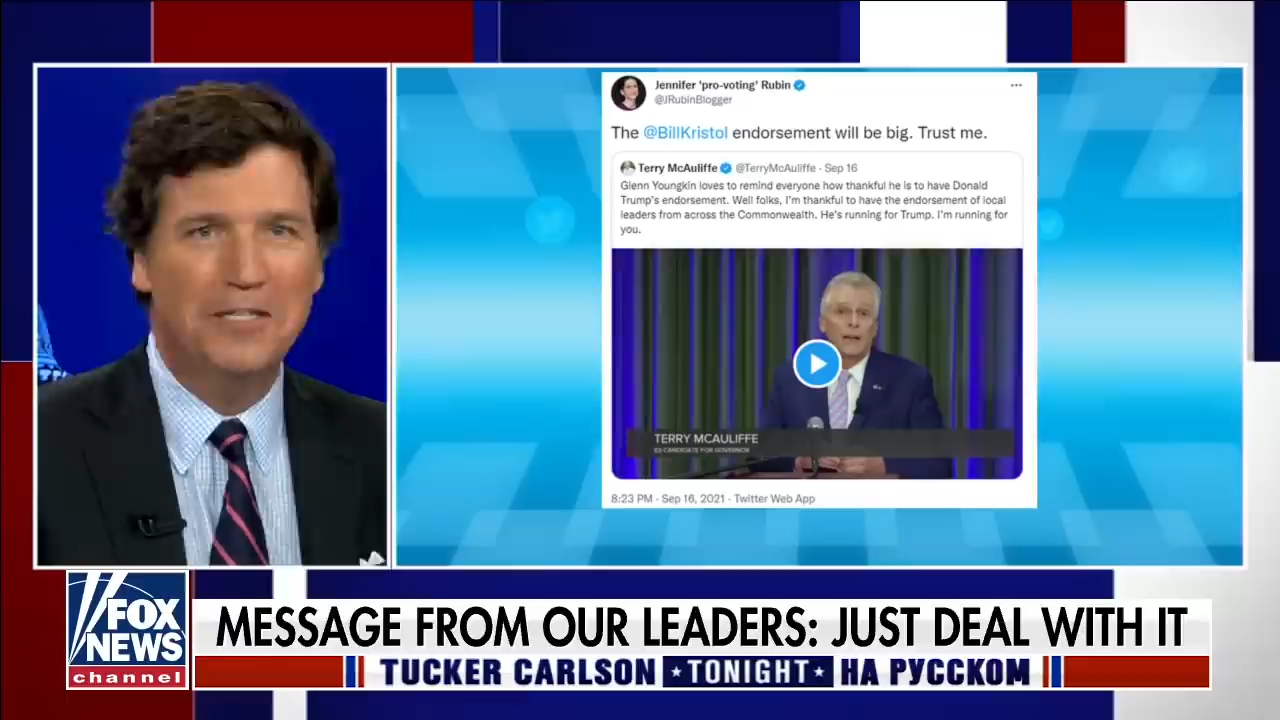 Jennifer 'pro-voting' Rubin
@JRubinBlogger
The @BillKristol endorsement will be big. Trust me.
Terry McAuliffe @TerryMcAuliffe · Sep 16
Glenn Youngkin loves to remind everyone how thankful he is to have Donald
Trump's endorsement. Well folks, I'm thankful to have the endorsement of local
leaders from across the Commonwealth. He's running for Trump. I'm running for
you.
TERRY MCAULIFFE
CANDIDATE FOR GOVERNOR
8:23 PM · Sep 16, 2021 · Twitter Web App
FOX
NEWS
channel
MESSAGE FROM OUR LEADERS: JUST DEAL WITH IT
TUCKER CARLSON TONIGHT НА РУССКОМ